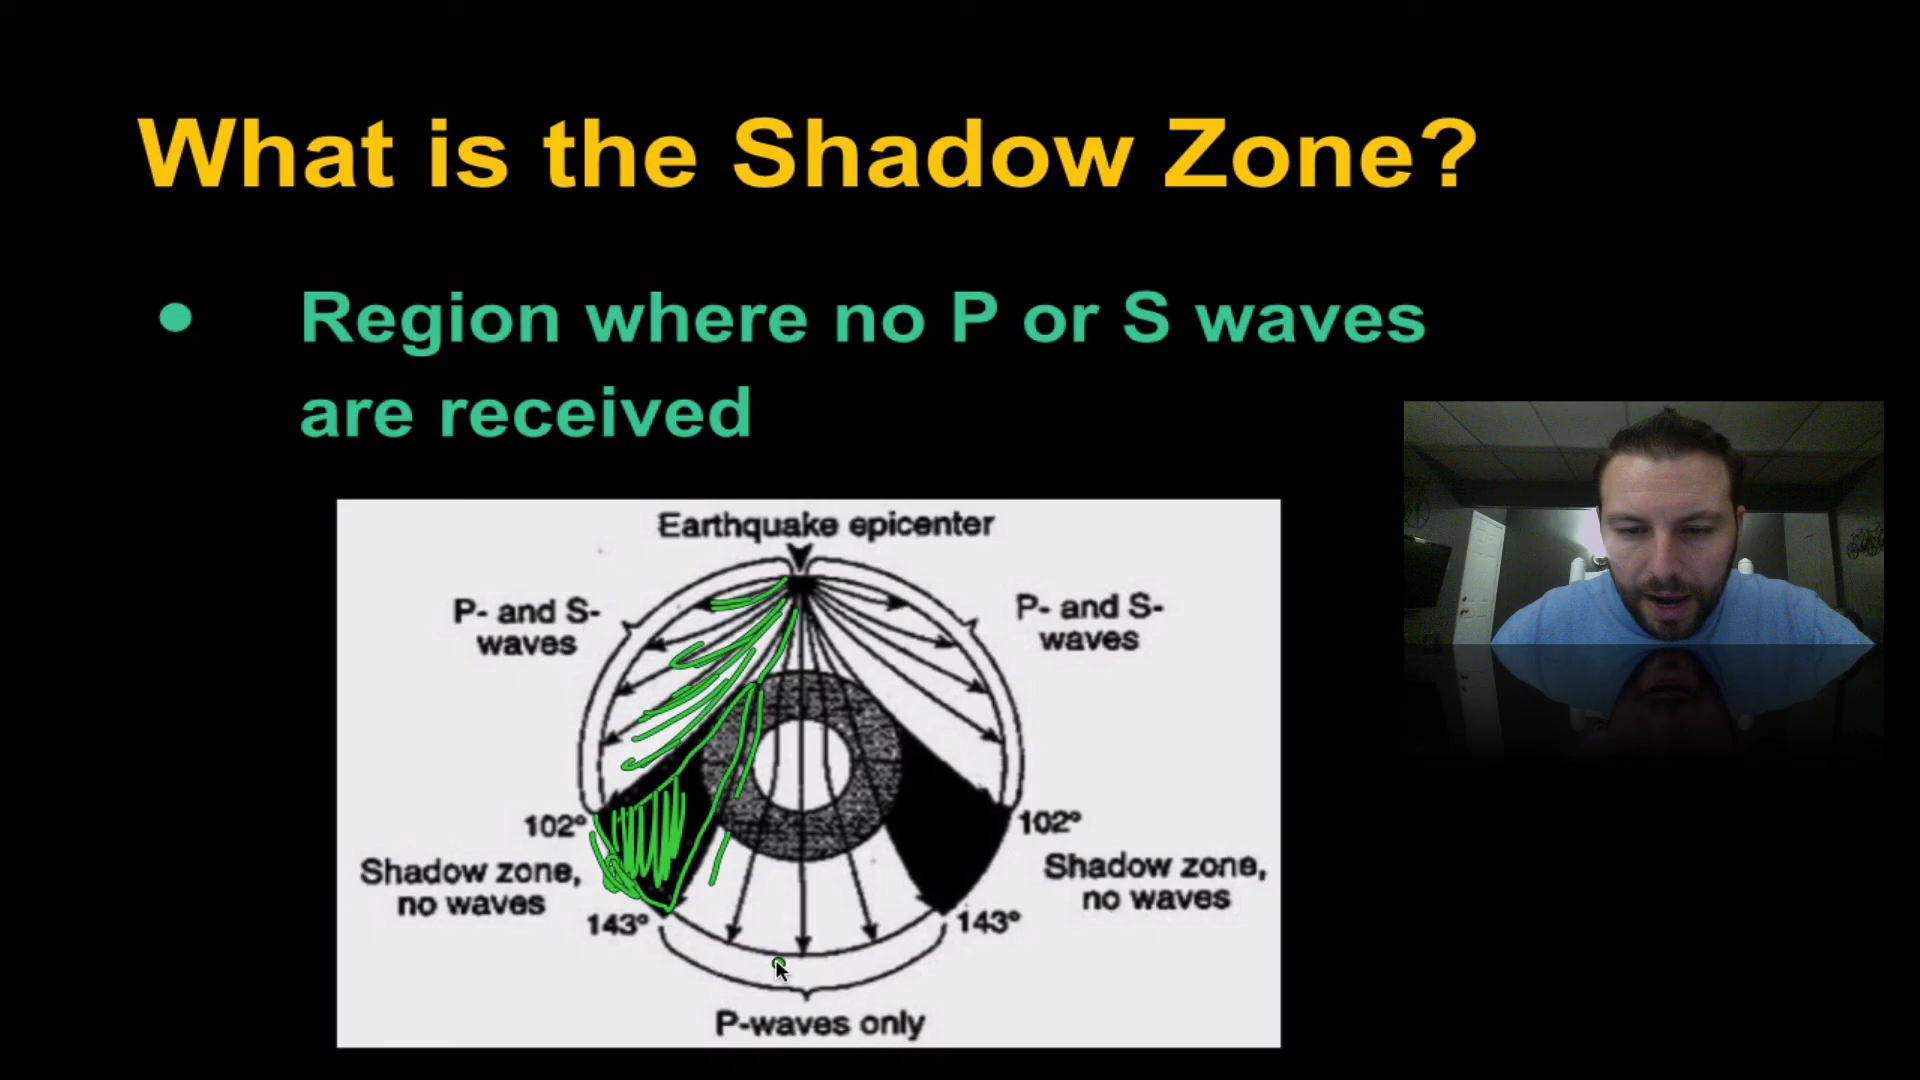 What is the Shadow Zone?
● Region where no P or S waves
are received
Earthquake epicenter
P- and S-
waves
P- and S-
waves
102°
102°
Shadow zone,
no waves
Shadow zone,
no waves
143°
143°
P-waves only